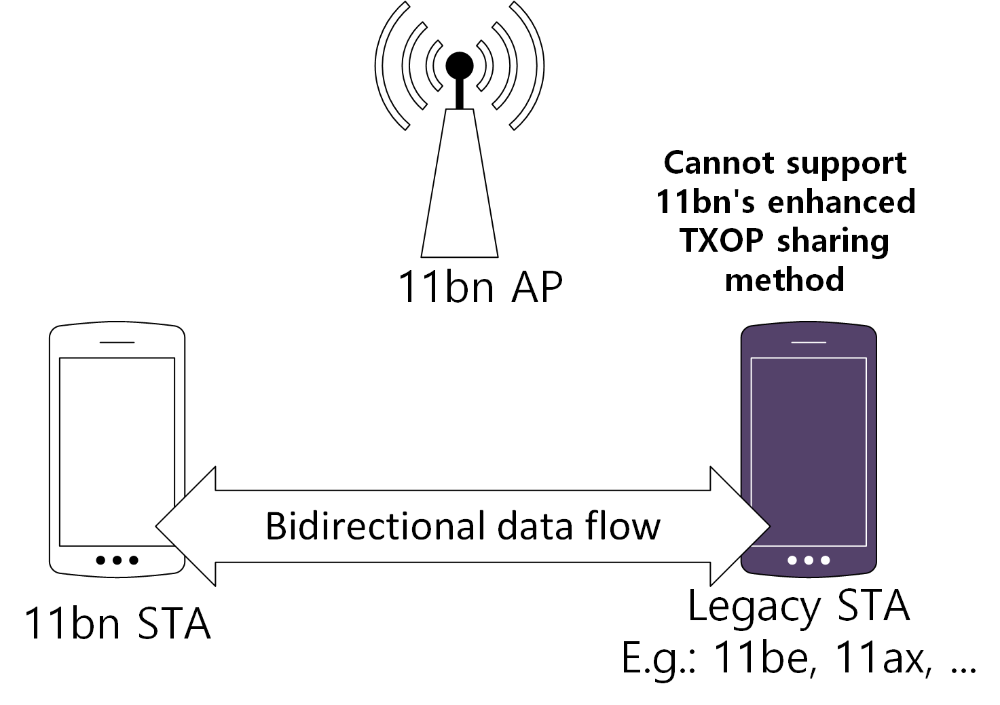 Cannot support
11bn's enhanced
TXOP sharing
method
11bn AP
Bidirectional data flow
11bn STA
Legacy STA
E.g.: 11be, 11ax, ...